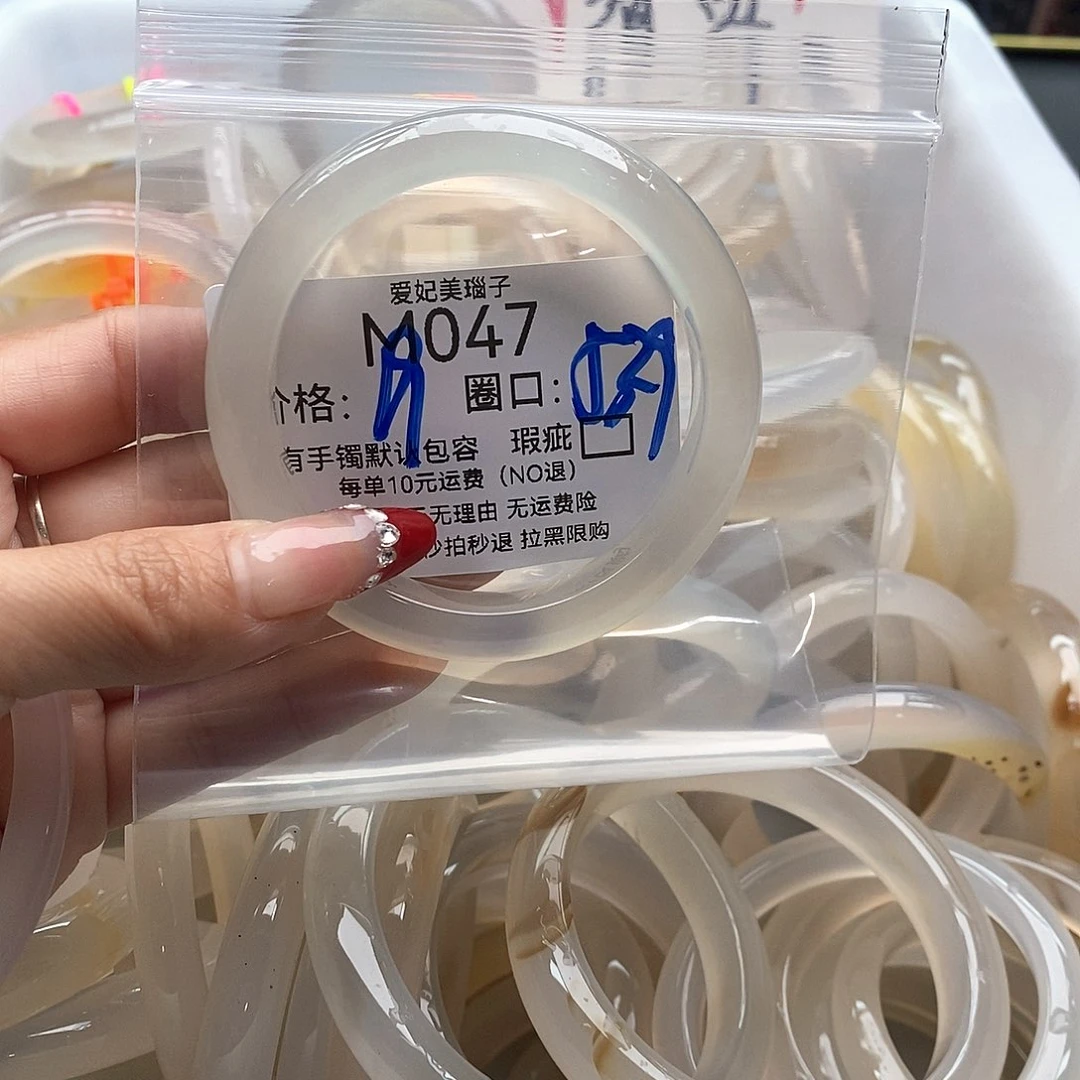 爱妃美瑙子
M047
价格： 圈口：
有手镯默认包容 瑕疵
每单10元运费（NO退）
无理由 无运费险
秒拍秒退 拉黑限购